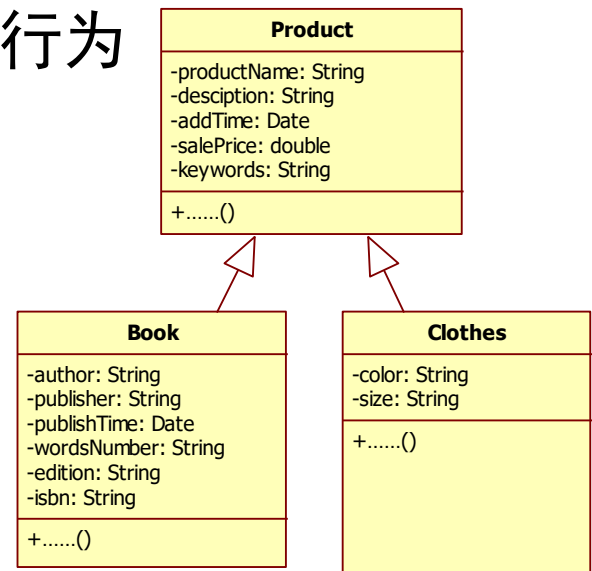 行为
Product
-productName: String
-desciption: String
-addTime: Date
-salePrice: double
-keywords: String
+......()
Book
-author: String
-publisher: String
-publishTime: Date
-wordsNumber: String
-edition: String
-isbn: String
+......()
Clothes
-color: String
-size: String
+......()